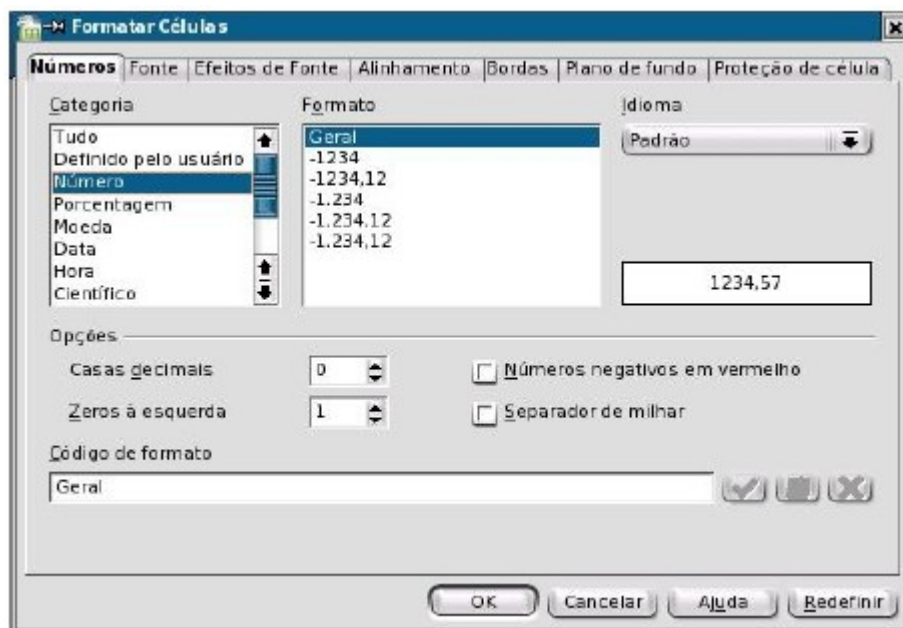 Formatar Células
Números Fonte Efeitos de Fonte Alinhamento Bordas Plano de fundo Proteção de célula
Categoria
Tudo
Definido pelo usuário
Número
Porcentagem
Moeda
Data
Hora
Científico
Formato
Geral
-1234
-1234,12
-1.234
-1.234,12
-1.234,12
Idioma
Padrão
1234,57
Opções
Casas decimais 0
Números negativos em vermelho
Zeros à esquerda 1
Separador de milhar
Código de formato
Geral
OK Cancelar Ajuda Redefinir